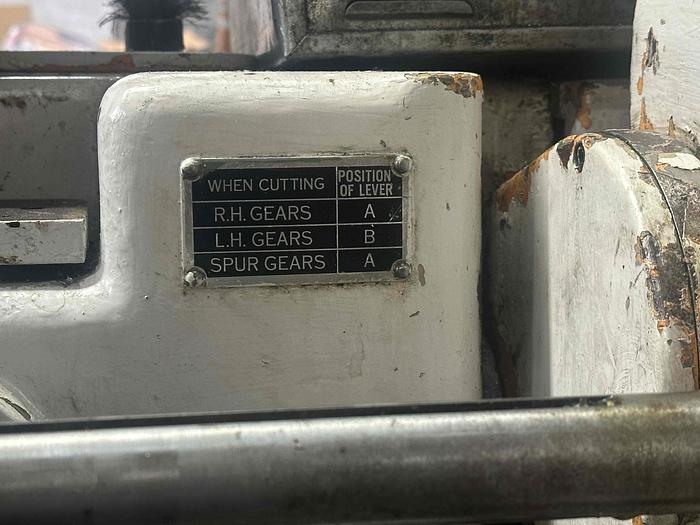 WHEN CUTTING POSITION OF LEVER
R.H. GEARS A
L.H. GEARS B
SPUR GEARS A